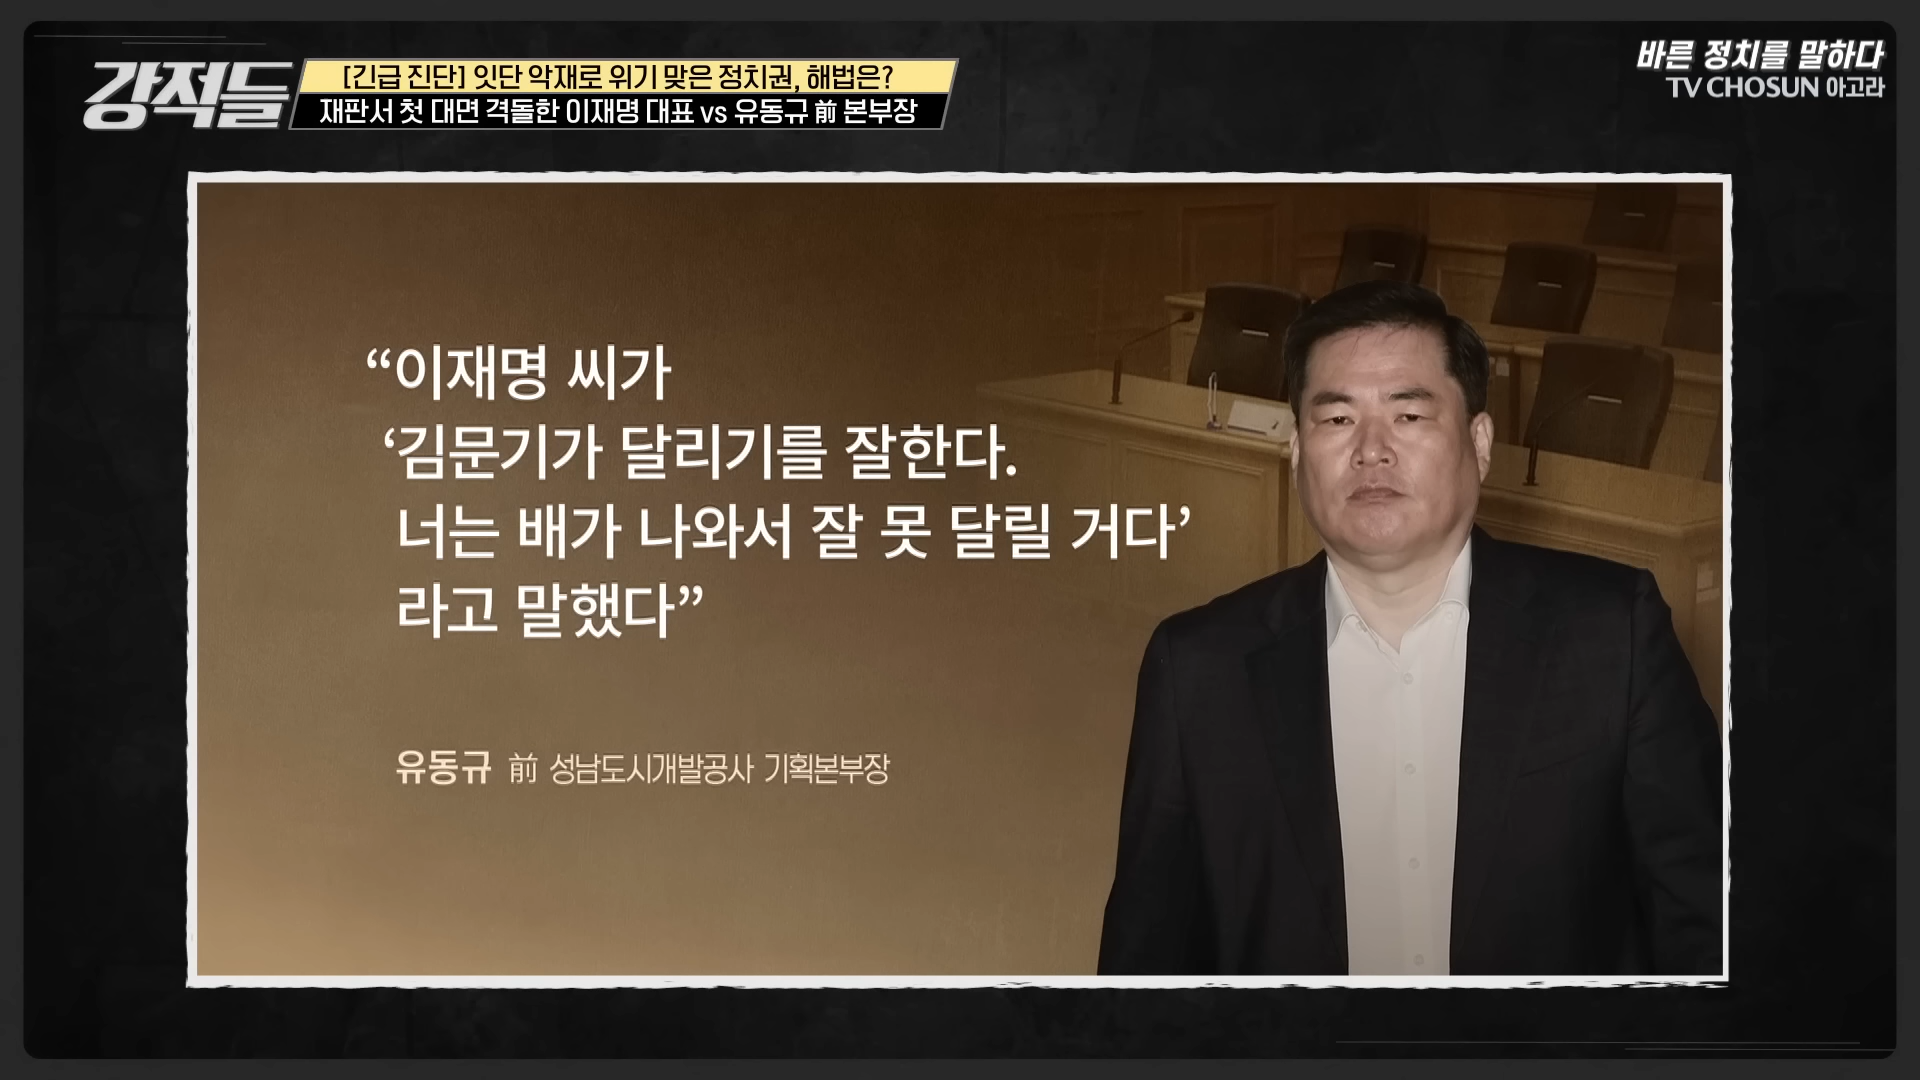 강적들
[긴급 진단] 잇단 악재로 위기 맞은 정치권, 해법은?
재판서 첫 대면 격돌한 이재명 대표 vs 유동규 前 본부장
바른 정치를 말하다
TV CHOSUN 아고라
“이재명 씨가
‘김문기가 달리기를 잘한다.
너는 배가 나와서 잘 못 달릴 거다’
라고 말했다”
유동규 前 성남도시개발공사 기획본부장